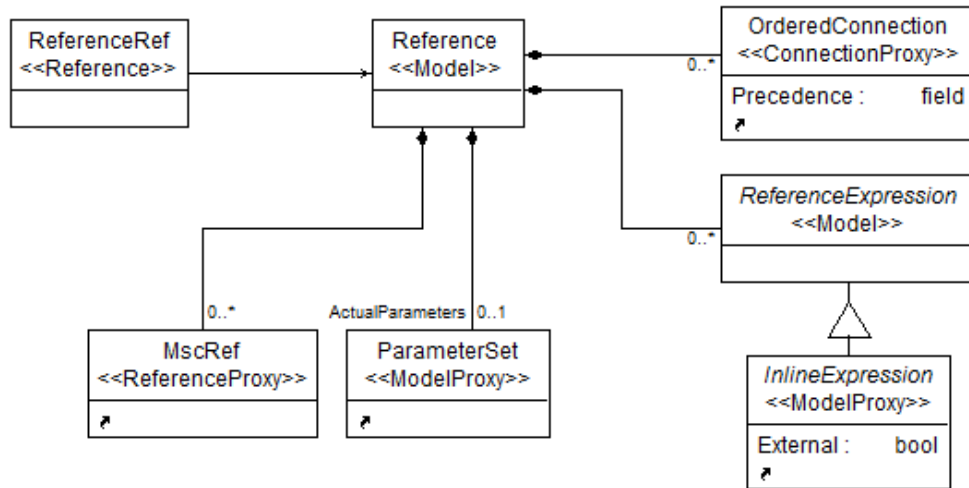 ReferenceRef
<<Reference>>
Reference
<<Model>>
OrderedConnection
<<ConnectionProxy>>
Precedence : field
0..*
ReferenceExpression
<<Model>>
0..*
0..*
ActualParameters 0..1
MscRef
<<ReferenceProxy>>
ParameterSet
<<ModelProxy>>
InlineExpression
<<ModelProxy>>
External : bool